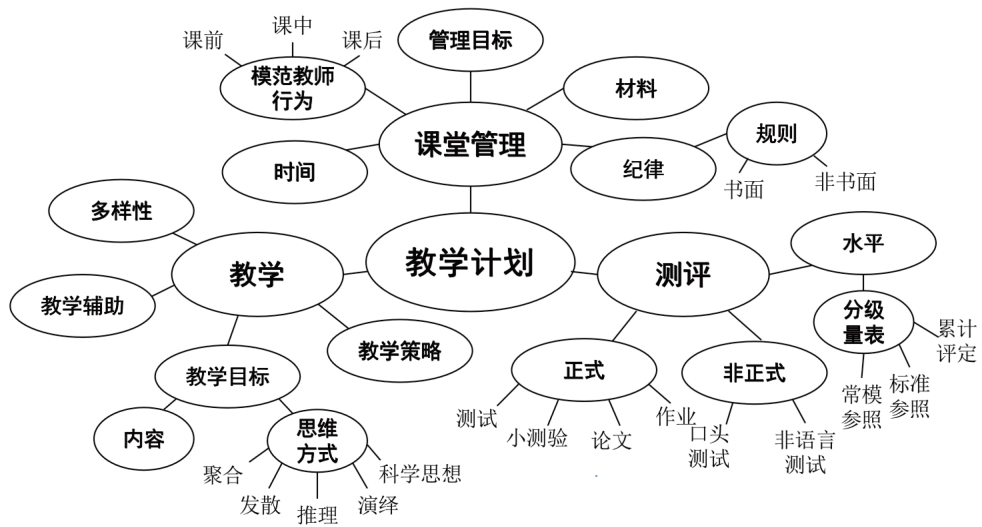 课前
课中
课后
模范教师
行为
管理目标
材料
课堂管理
时间
纪律
规则
书面
非书面
多样性
教学
教学计划
测评
水平
教学辅助
教学策略
分级
量表
累计
评定
常模
参照
标准
参照
教学目标
内容
思维
方式
聚合
发散
推理
演绎
科学思想
正式
测试
小测验
论文
作业
非正式
口头
测试
非语言
测试